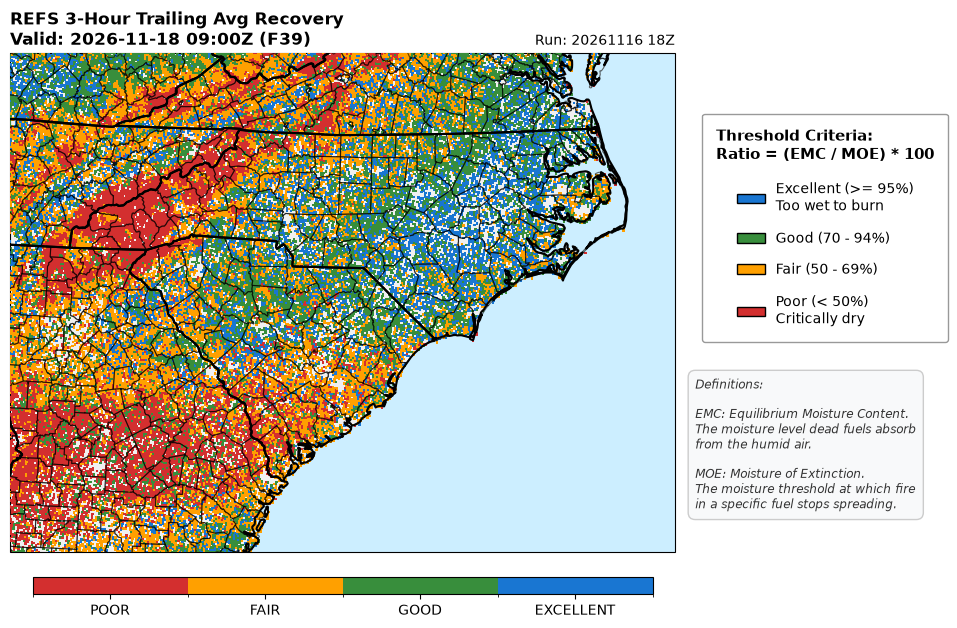 REFS 3-Hour Trailing Avg Recovery
Valid: 2026-11-18 09:00Z (F39)
Run: 20261116 18Z
Threshold Criteria:
Ratio = (EMC / MOE) * 100
Excellent (>= 95%)
Too wet to burn
Good (70 - 94%)
Fair (50 - 69%)
Poor (< 50%)
Critically dry
Definitions:
EMC: Equilibrium Moisture Content.
The moisture level dead fuels absorb
from the humid air.
MOE: Moisture of Extinction.
The moisture threshold at which fire
in a specific fuel stops spreading.
POOR
FAIR
GOOD
EXCELLENT